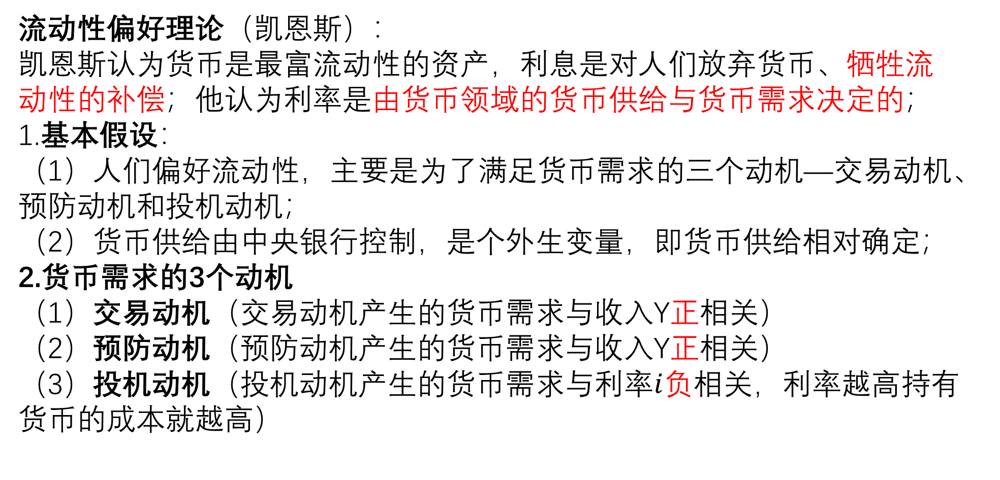 流动性偏好理论（凯恩斯）：
凯恩斯认为货币是最富流动性的资产，利息是对人们放弃货币、牺牲流
动性的补偿；他认为利率是由货币领域的货币供给与货币需求决定的；
1.基本假设：
（1）人们偏好流动性，主要是为了满足货币需求的三个动机—交易动机、
预防动机和投机动机；
（2）货币供给由中央银行控制，是个外生变量，即货币供给相对确定；
2.货币需求的3个动机
（1）交易动机（交易动机产生的货币需求与收入Y正相关）
（2）预防动机（预防动机产生的货币需求与收入Y正相关）
（3）投机动机（投机动机产生的货币需求与利率i负相关，利率越高持有
货币的成本就越高）